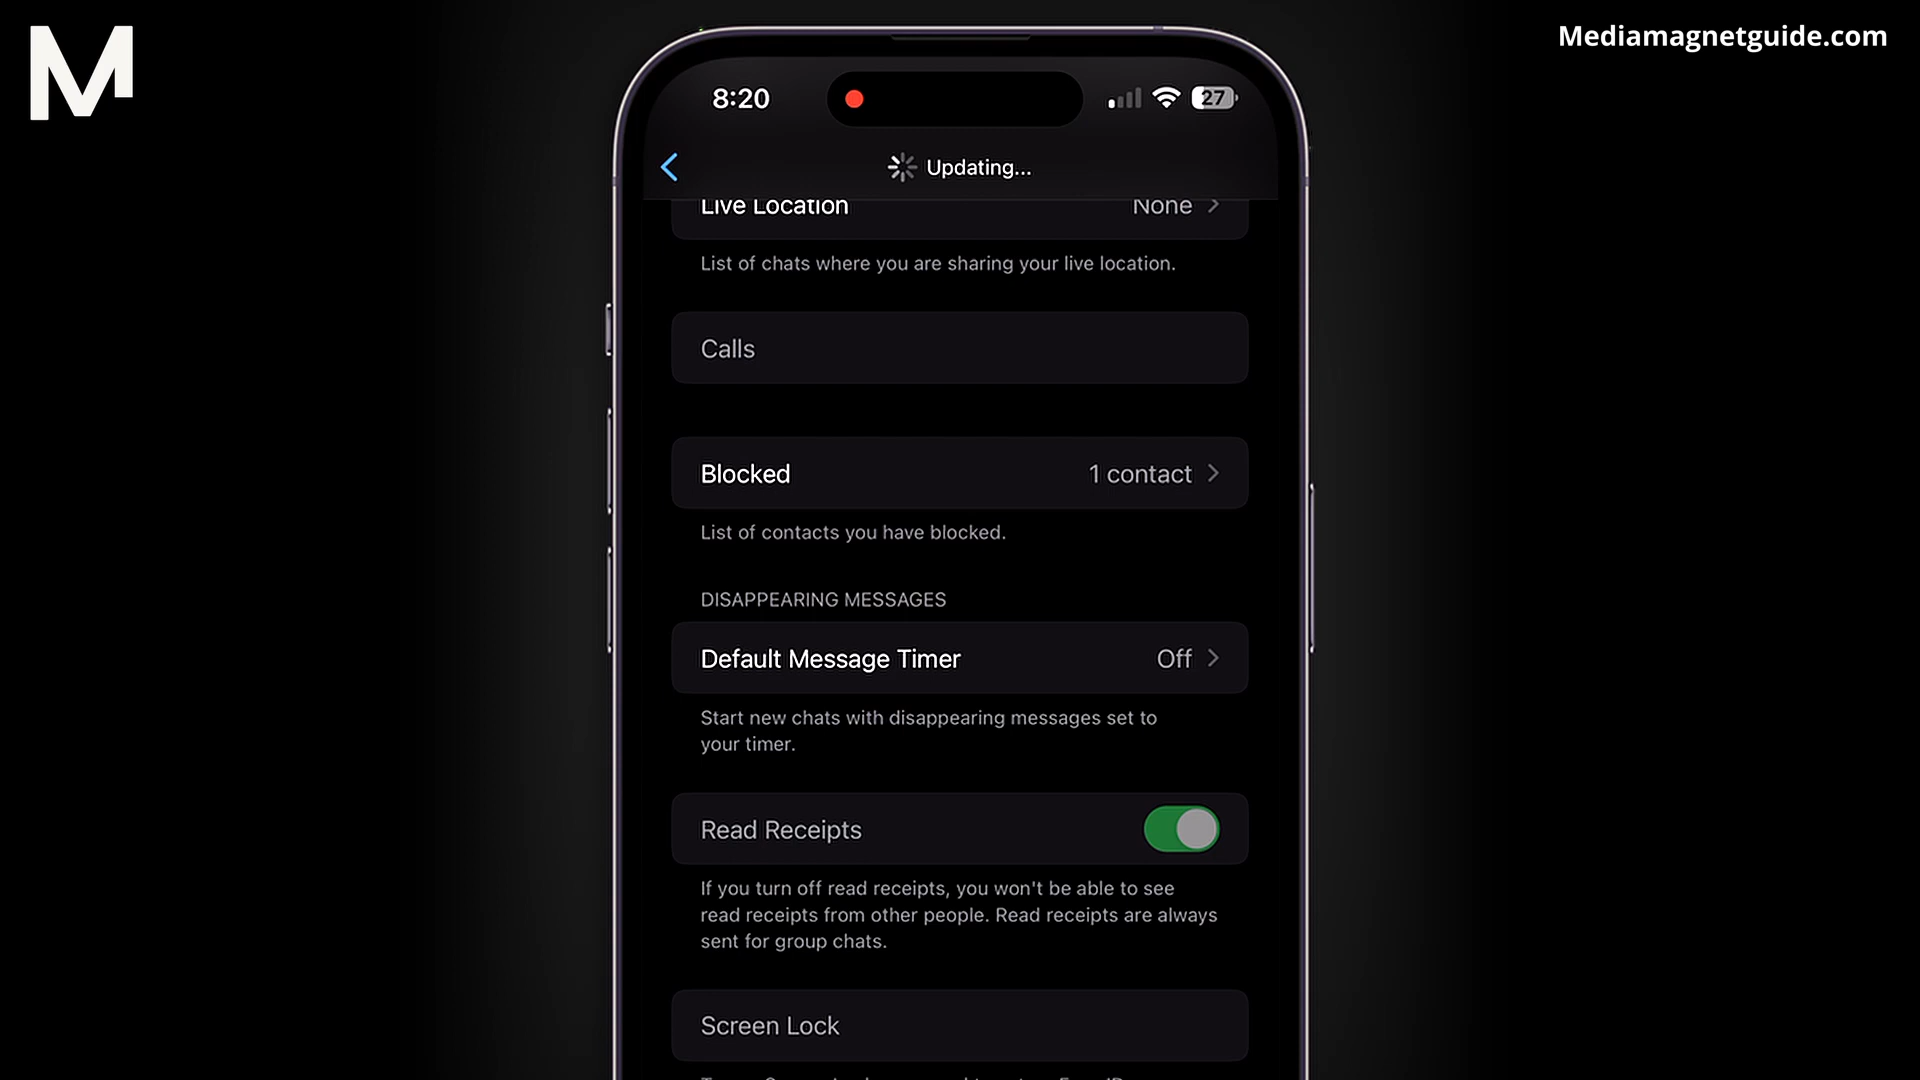 M
Mediamagnetguide.com
8:20
27
Updating...
Live Location None
List of chats where you are sharing your live location.
Calls
Blocked 1 contact
List of contacts you have blocked.
DISAPPEARING MESSAGES
Default Message Timer Off
Start new chats with disappearing messages set to
your timer.
Read Receipts
If you turn off read receipts, you won't be able to see
read receipts from other people. Read receipts are always
sent for group chats.
Screen Lock